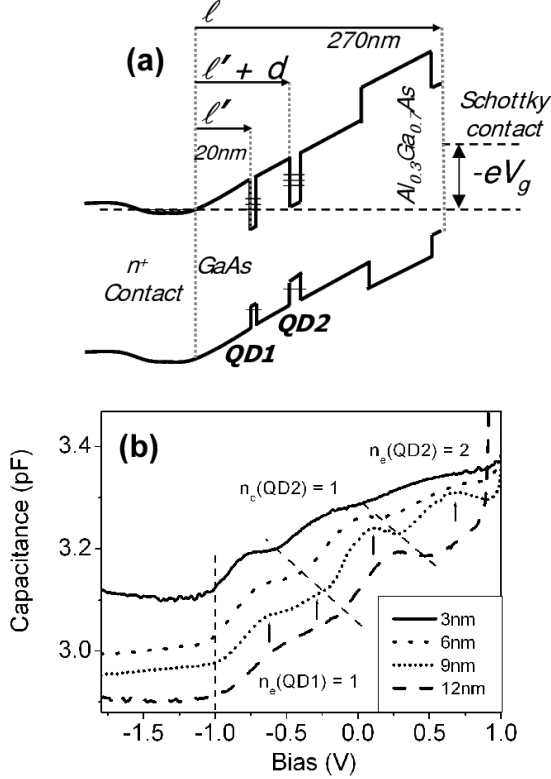 ℓ
270nm
(a)
ℓ' + d
ℓ'
20nm
Al0.3Ga0.7As
Schottky
contact
-eVg
n+
Contact
GaAs
QD1
QD2
(b)
Capacitance (pF)
3.4
3.2
3.0
ne(QD2) = 2
nc(QD2) = 1
ne(QD1) = 1
3nm
6nm
9nm
12nm
-1.5
-1.0
-0.5
0.0
0.5
1.0
Bias (V)